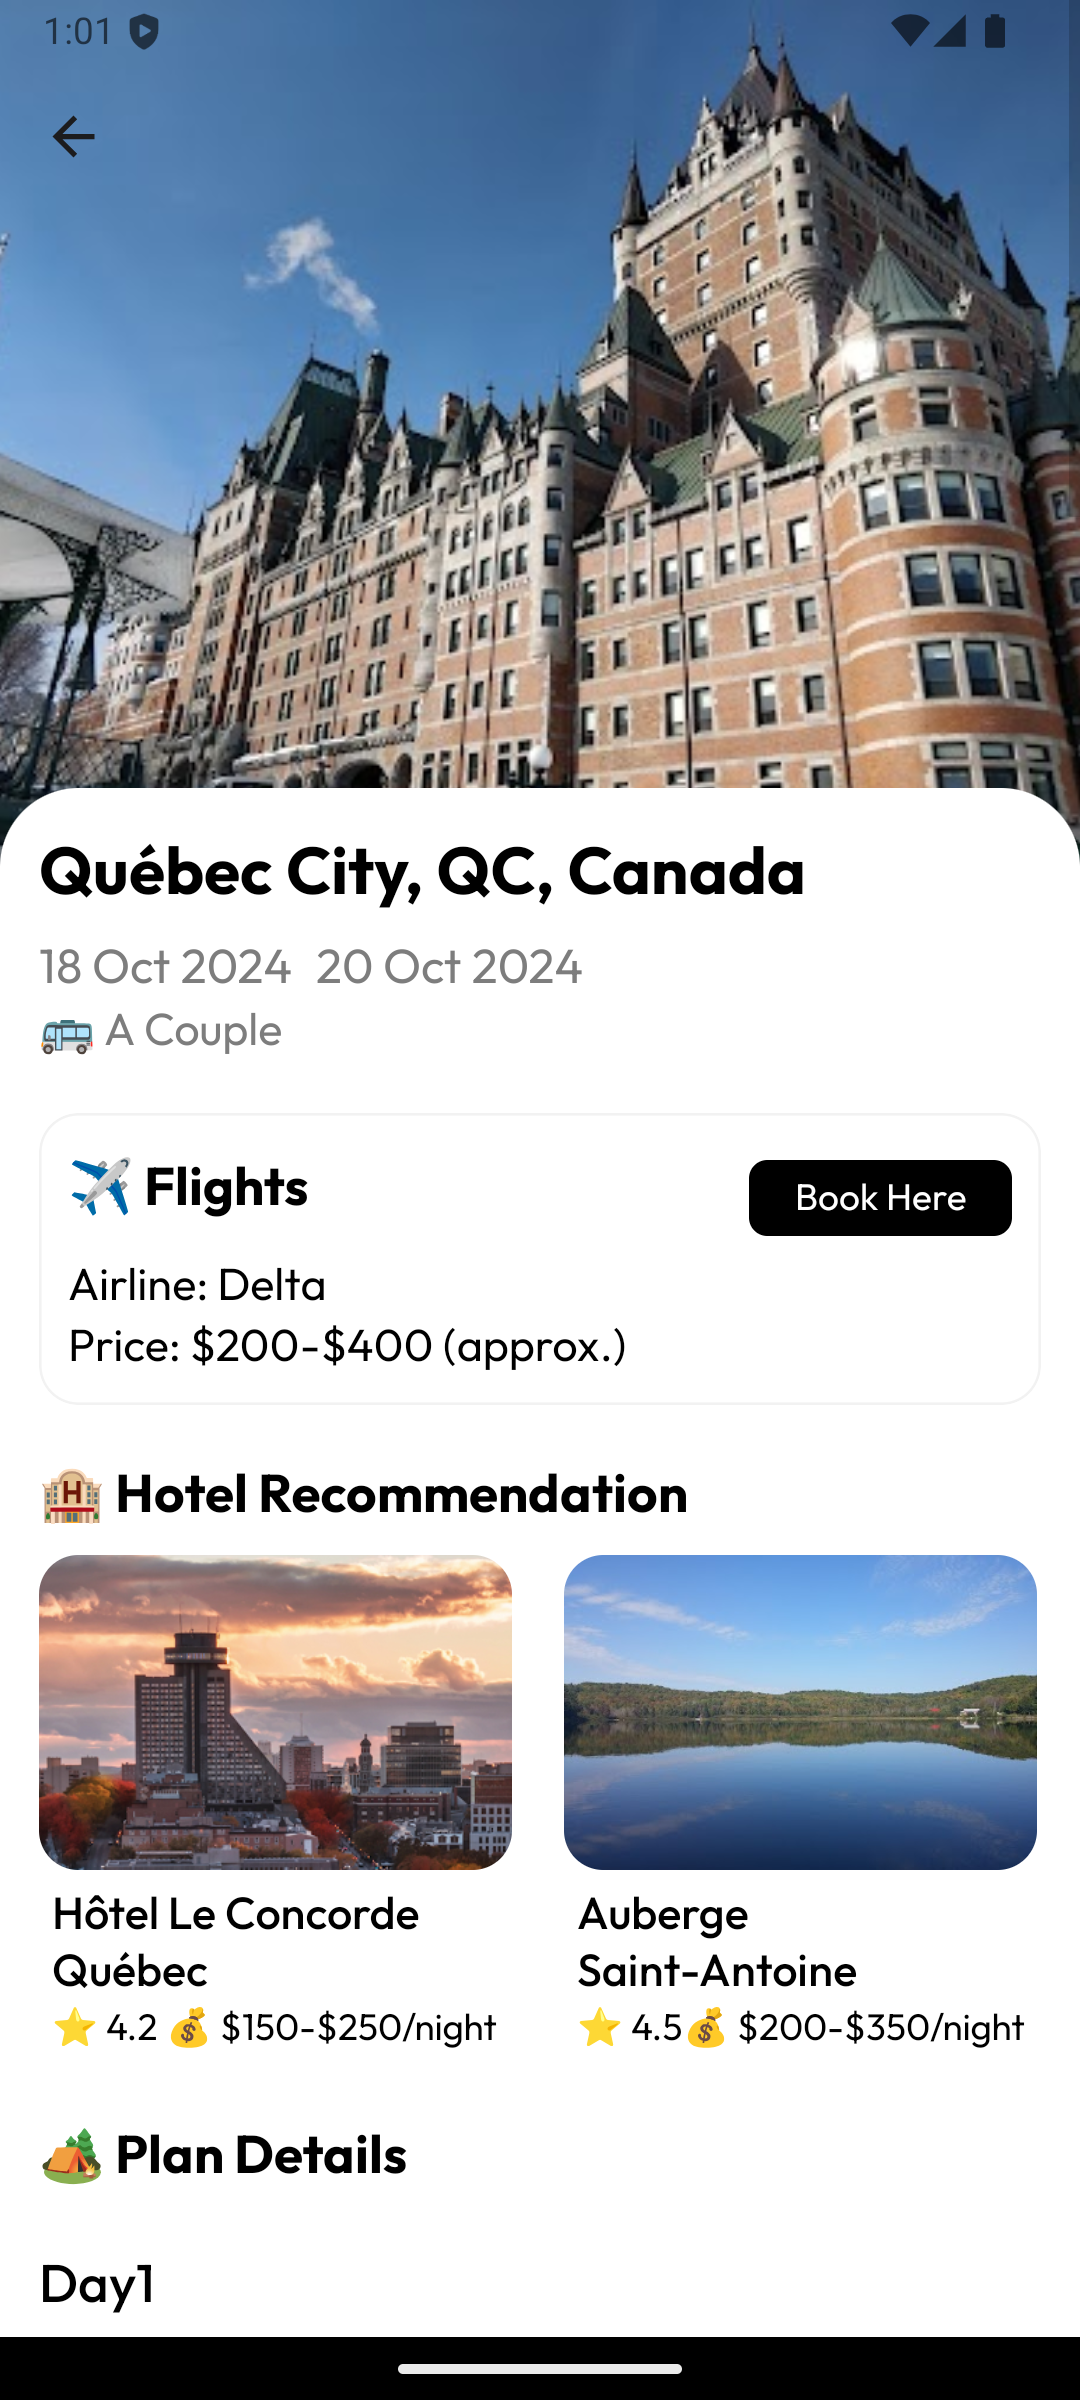 1:01
Québec City, QC, Canada
18 Oct 2024  20 Oct 2024
🚌 A Couple
✈️ Flights
Book Here
Airline: Delta
Price: $200-$400 (approx.)
🏨 Hotel Recommendation
Hôtel Le Concorde
Québec
⭐ 4.2 💰 $150-$250/night
Auberge
Saint-Antoine
⭐ 4.5💰 $200-$350/night
🏕️ Plan Details
Day1